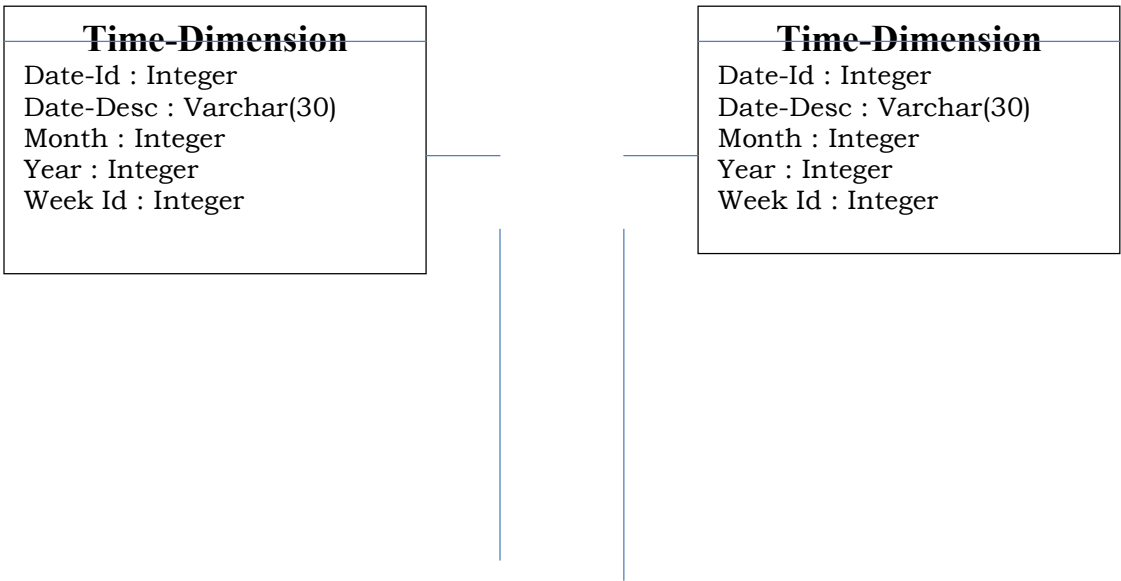 Time-Dimension
Date-Id : Integer
Date-Desc : Varchar(30)
Month : Integer
Year : Integer
Week Id : Integer
Time-Dimension
Date-Id : Integer
Date-Desc : Varchar(30)
Month : Integer
Year : Integer
Week Id : Integer